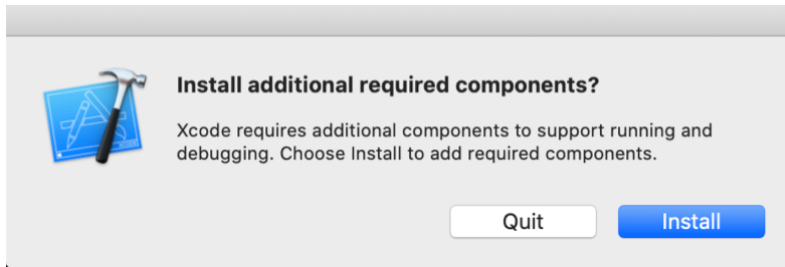 Install additional required components?
Xcode requires additional components to support running and
debugging. Choose Install to add required components.
Quit
Install